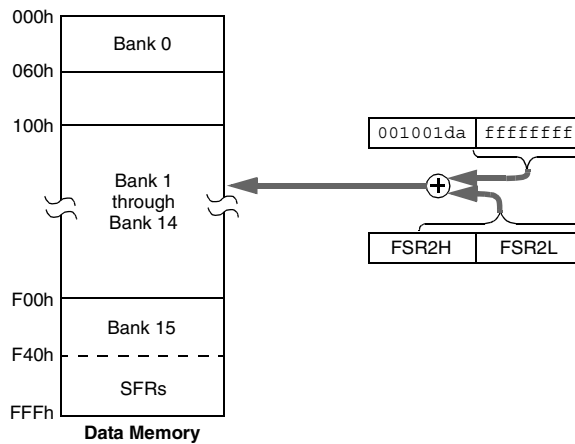 000h
Bank 0
060h
100h
001001da ffffffff
Bank 1
through
Bank 14
FSR2H FSR2L
F00h
Bank 15
F40h
SFRs
FFFh
Data Memory